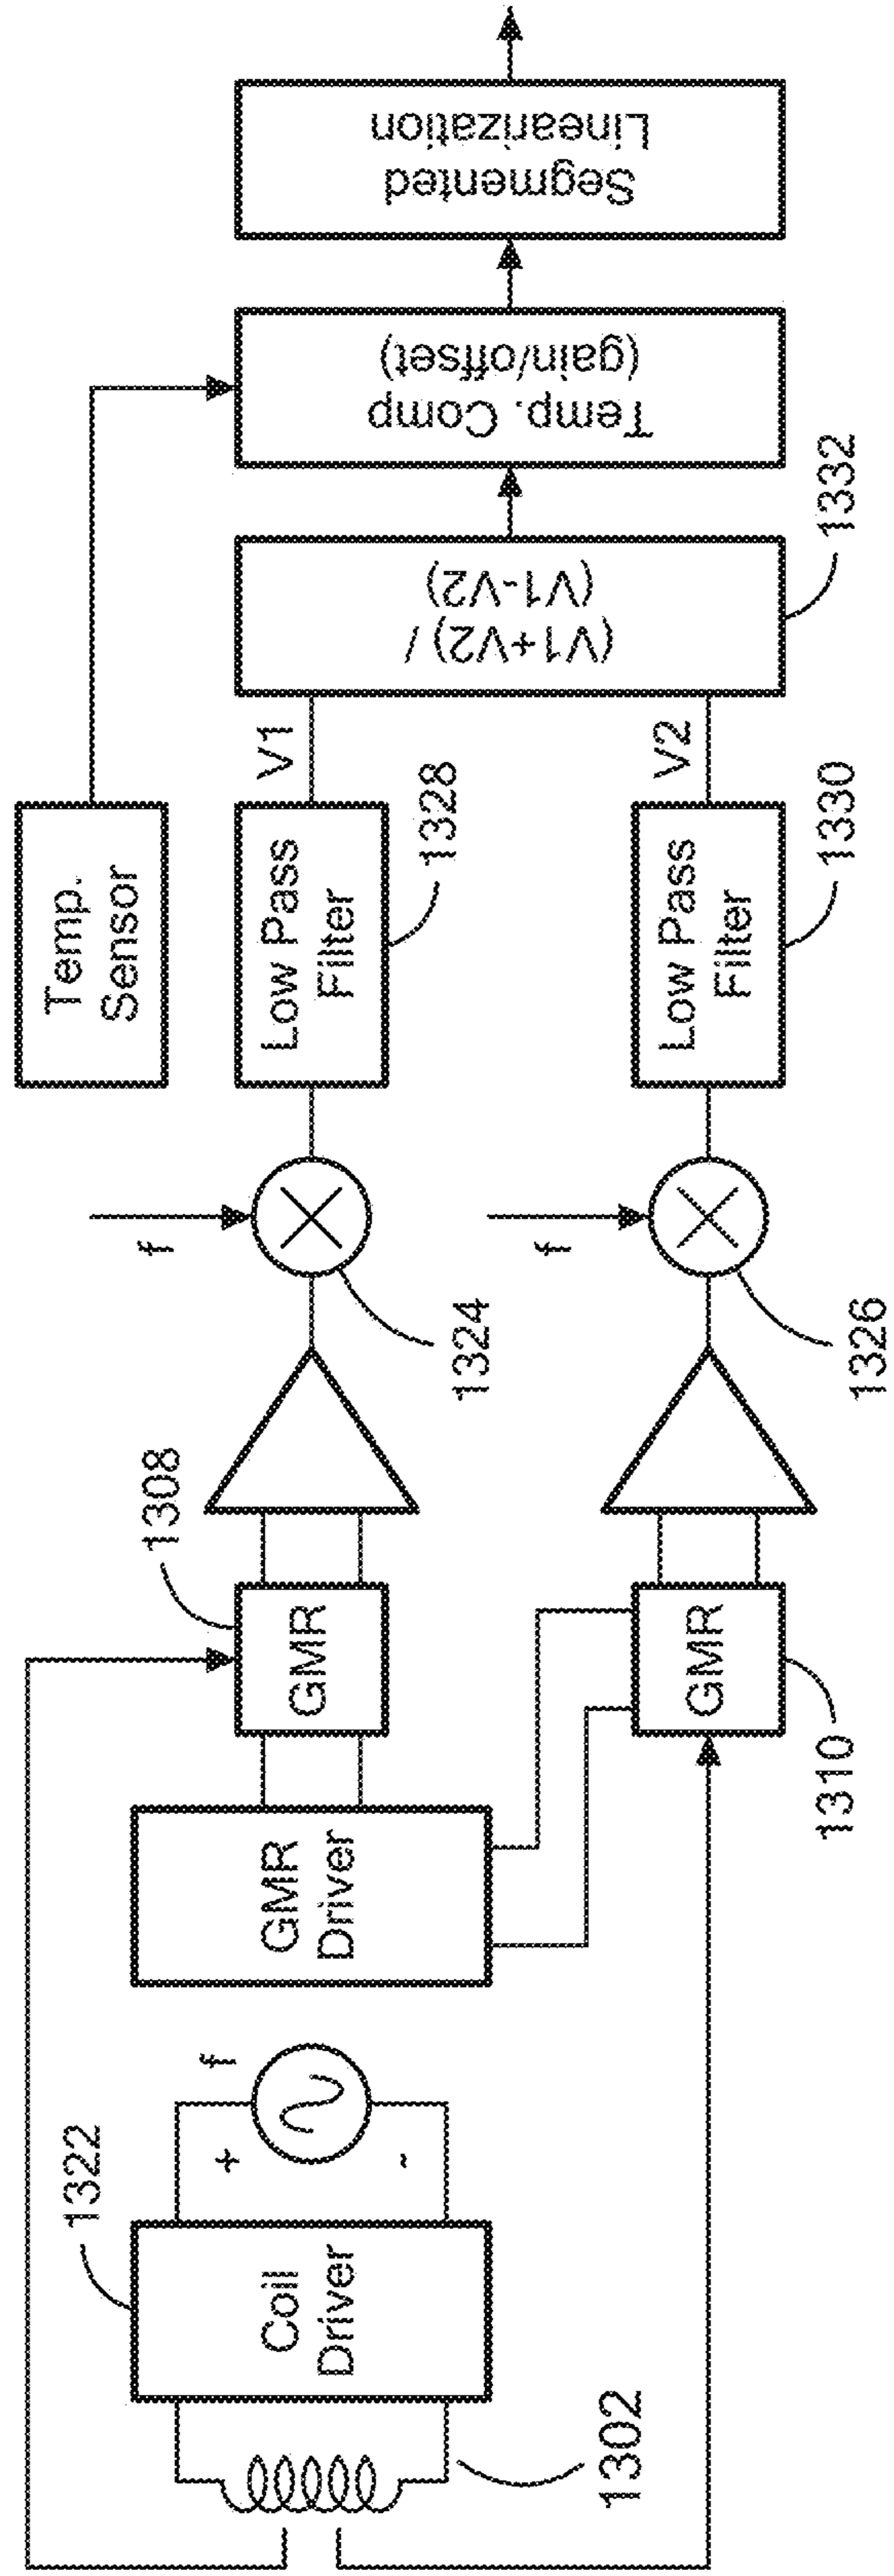 1302
1322
Coil
Driver
+
-
f
GMR
Driver
1308
GMR
GMR
1310
f
1324
f
1326
Temp.
Sensor
Low Pass
Filter
1328
Low Pass
Filter
1330
V1
V2
(V1+V2) /
(V1-V2)
1332
Temp. Comp
(gain/offset)
Segmented
Linearization